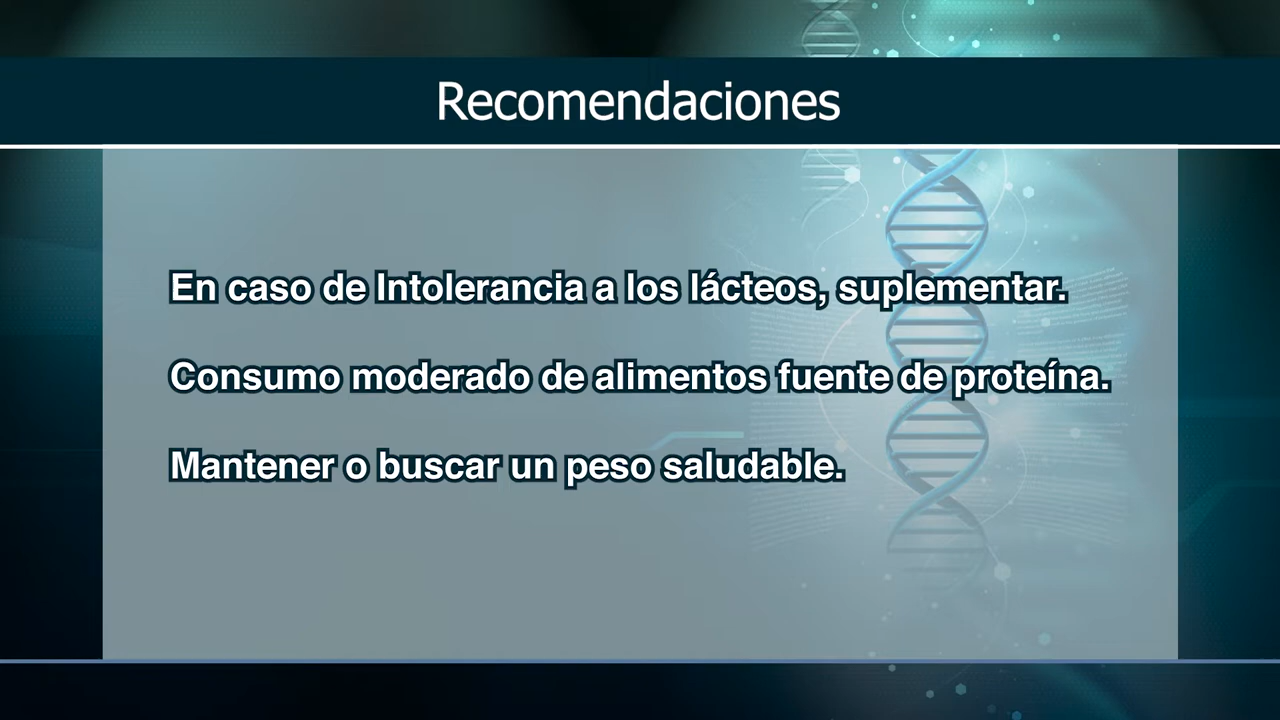 Recomendaciones
En caso de Intolerancia a los lácteos, suplementar.
Consumo moderado de alimentos fuente de proteína.
Mantener o buscar un peso saludable.